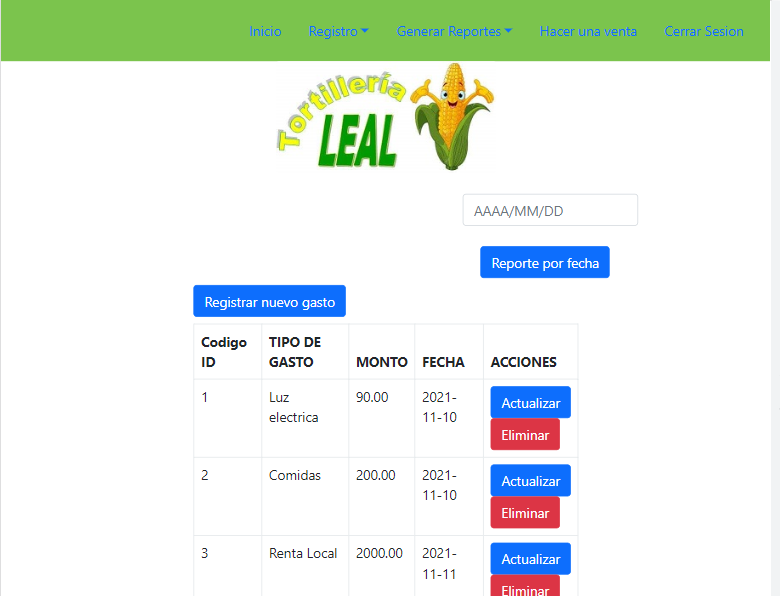 Inicio Registro Generar Reportes Hacer una venta Cerrar Sesion
Tortillería
LEAL
AAAA/MM/DD
Reporte por fecha
Registrar nuevo gasto
Codigo ID TIPO DE GASTO MONTO FECHA ACCIONES
1 Luz electrica 90.00 2021-11-10 Actualizar
Eliminar
2 Comidas 200.00 2021-11-10 Actualizar
Eliminar
3 Renta Local 2000.00 2021-11-11 Actualizar
Eliminar